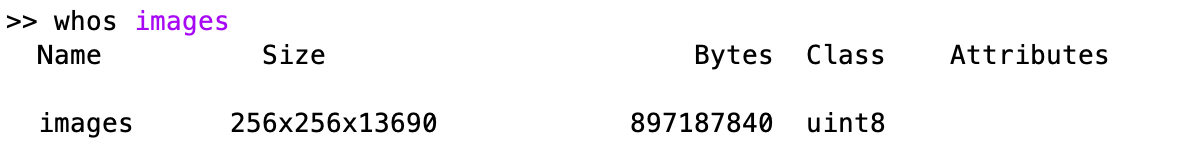 >> whos images
Name Size Bytes Class Attributes
images 256x256x13690 897187840 uint8